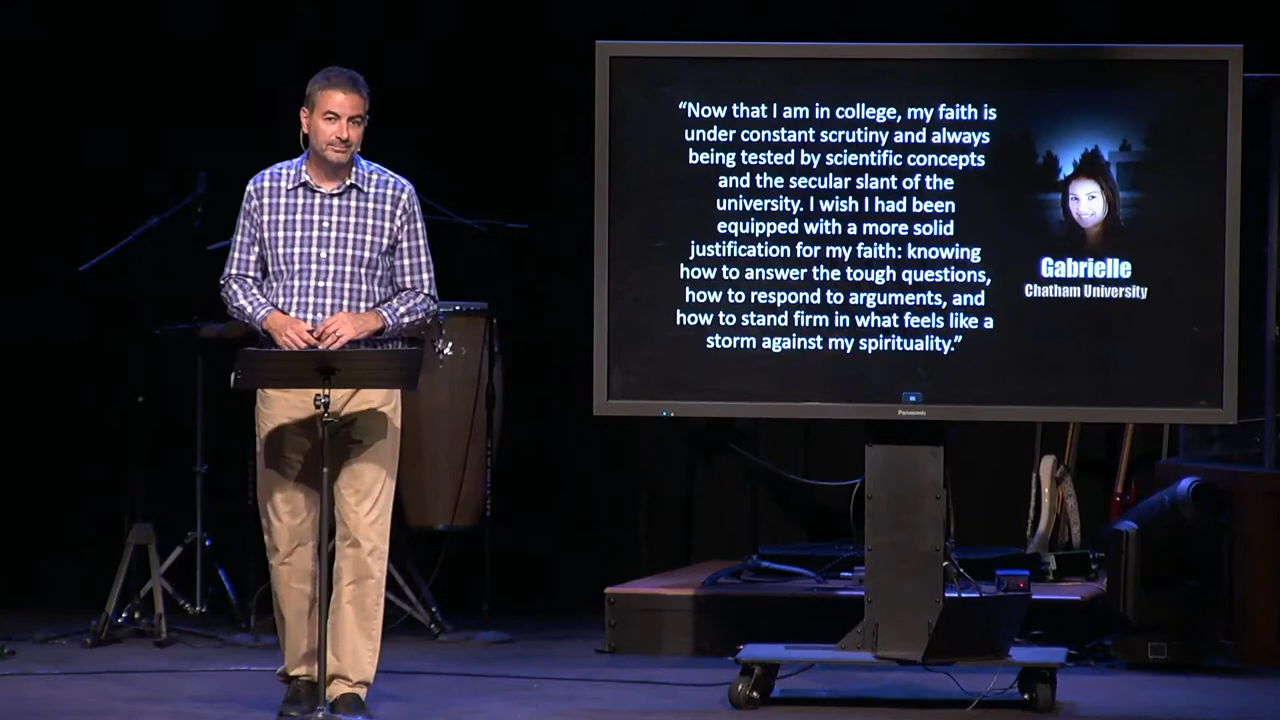 “Now that I am in college, my faith is
under constant scrutiny and always
being tested by scientific concepts
and the secular slant of the
university. I wish I had been
equipped with a more solid
justification for my faith: knowing
how to answer the tough questions,
how to respond to arguments, and
how to stand firm in what feels like a
storm against my spirituality.”
Gabrielle
Chatham University
Panasonic